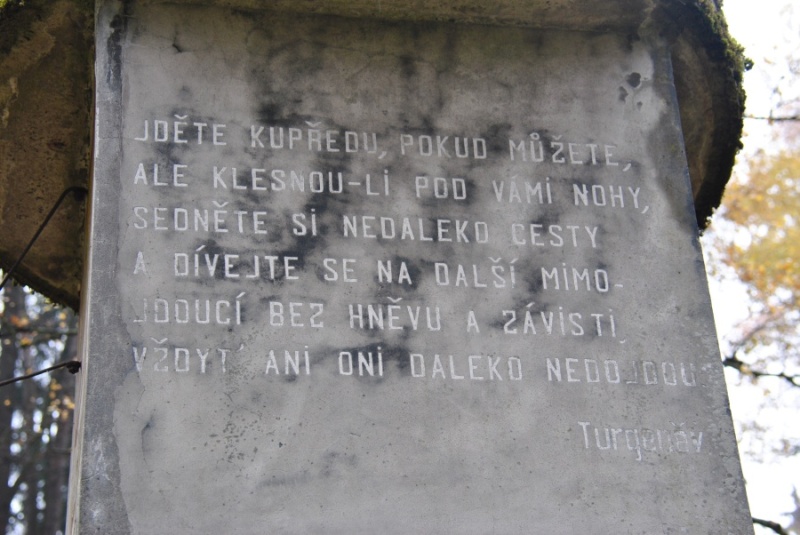 JDĚTE KUPŘEDU, POKUD MŮŽETE,
ALE KLESNOU-LI POD VÁMI NOHY,
SEDNĚTE SI NEDALEKO CESTY
A DÍVEJTE SE NA DALŠÍ MIMO-
JDOUCÍ BEZ HNĚVU A ZÁVISTI,
VŽDYŤ ANI ONI DALEKO NEDOJDOU
Turgeněv